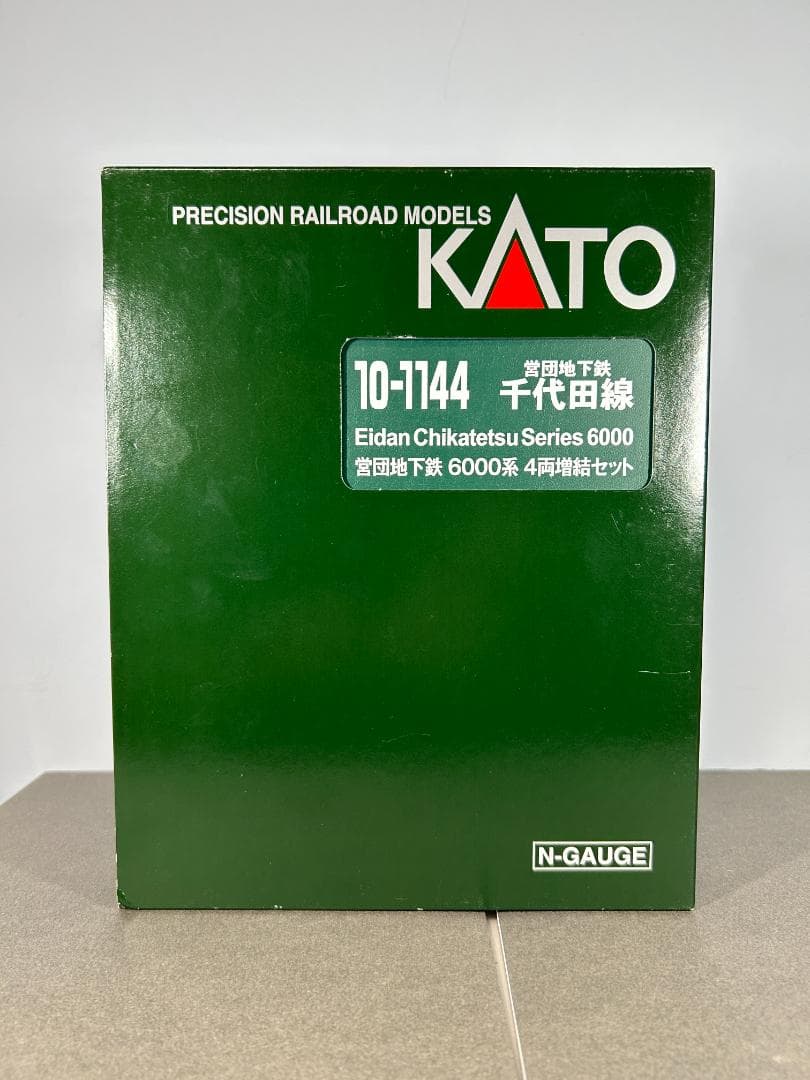 PRECISION RAILROAD MODELS
KATO
10-1144
営団地下鉄
千代田線
Eidan Chikatetsu Series 6000
営団地下鉄 6000系 4両増結セット
N-GAUGE